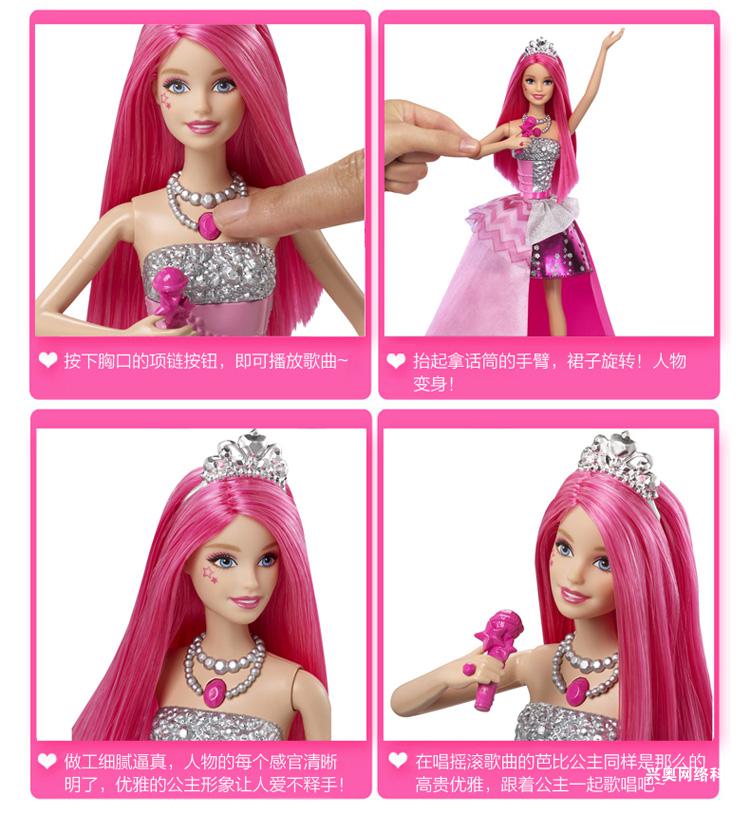 按下胸口的项链按钮，即可播放歌曲~
抬起拿话筒的手臂，裙子旋转！人物
变身！
做工细腻逼真，人物的每个感官清晰
明了，优雅的公主形象让人爱不释手！
在唱摇滚歌曲的芭比公主同样是那么的
高贵优雅，跟着公主一起歌唱吧~
兴奥网络科